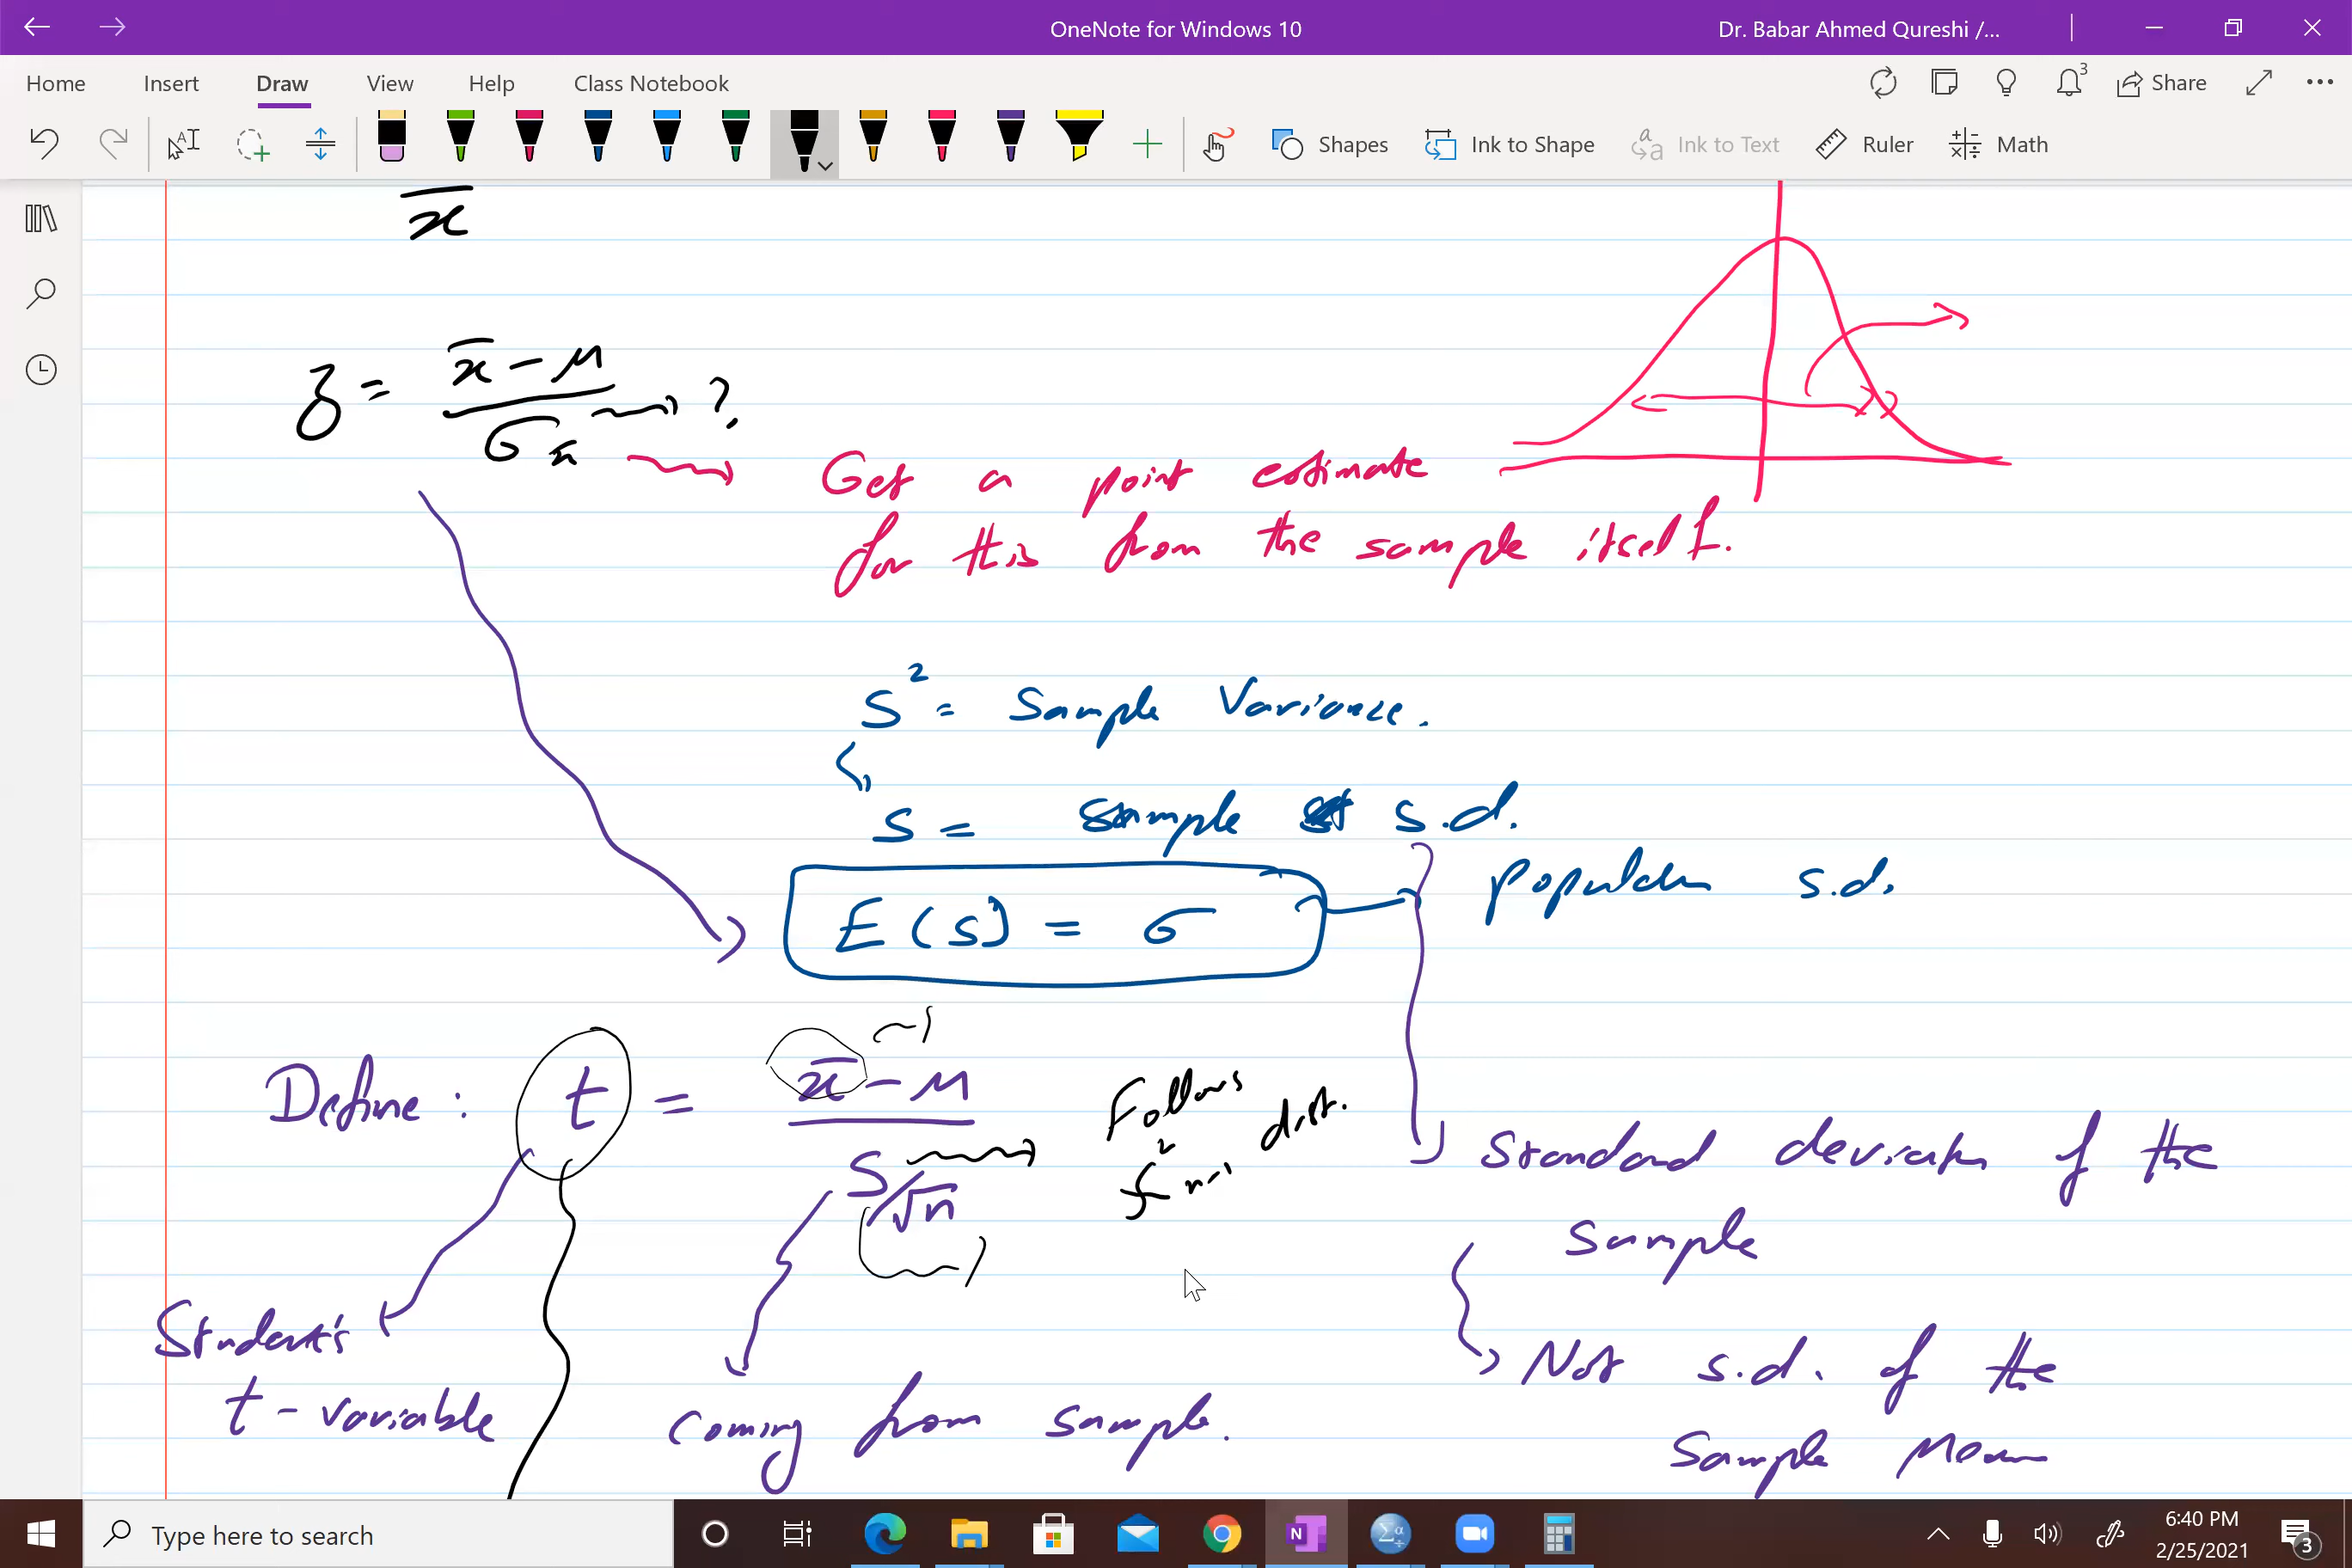 OneNote for Windows 10
Dr. Babar Ahmed Qureshi /...
Home Insert Draw View Help Class Notebook
3
Share
Shapes Ink to Shape Ink to Text Ruler Math
x̄
z = (x̄ - μ) / σx̄ → ?
Get a point estimate
for this from the sample itself.
s² = Sample Variance.
s = sample s.d.
E(s) = σ
population s.d.
Define : t = (x̄ - μ) / (s/√n)
Follows
dist.
Standard deviation of the
sample
Student's
t - variable
coming from sample.
Not s.d. of the
Sample Mean
Type here to search
6:40 PM
2/25/2021
3